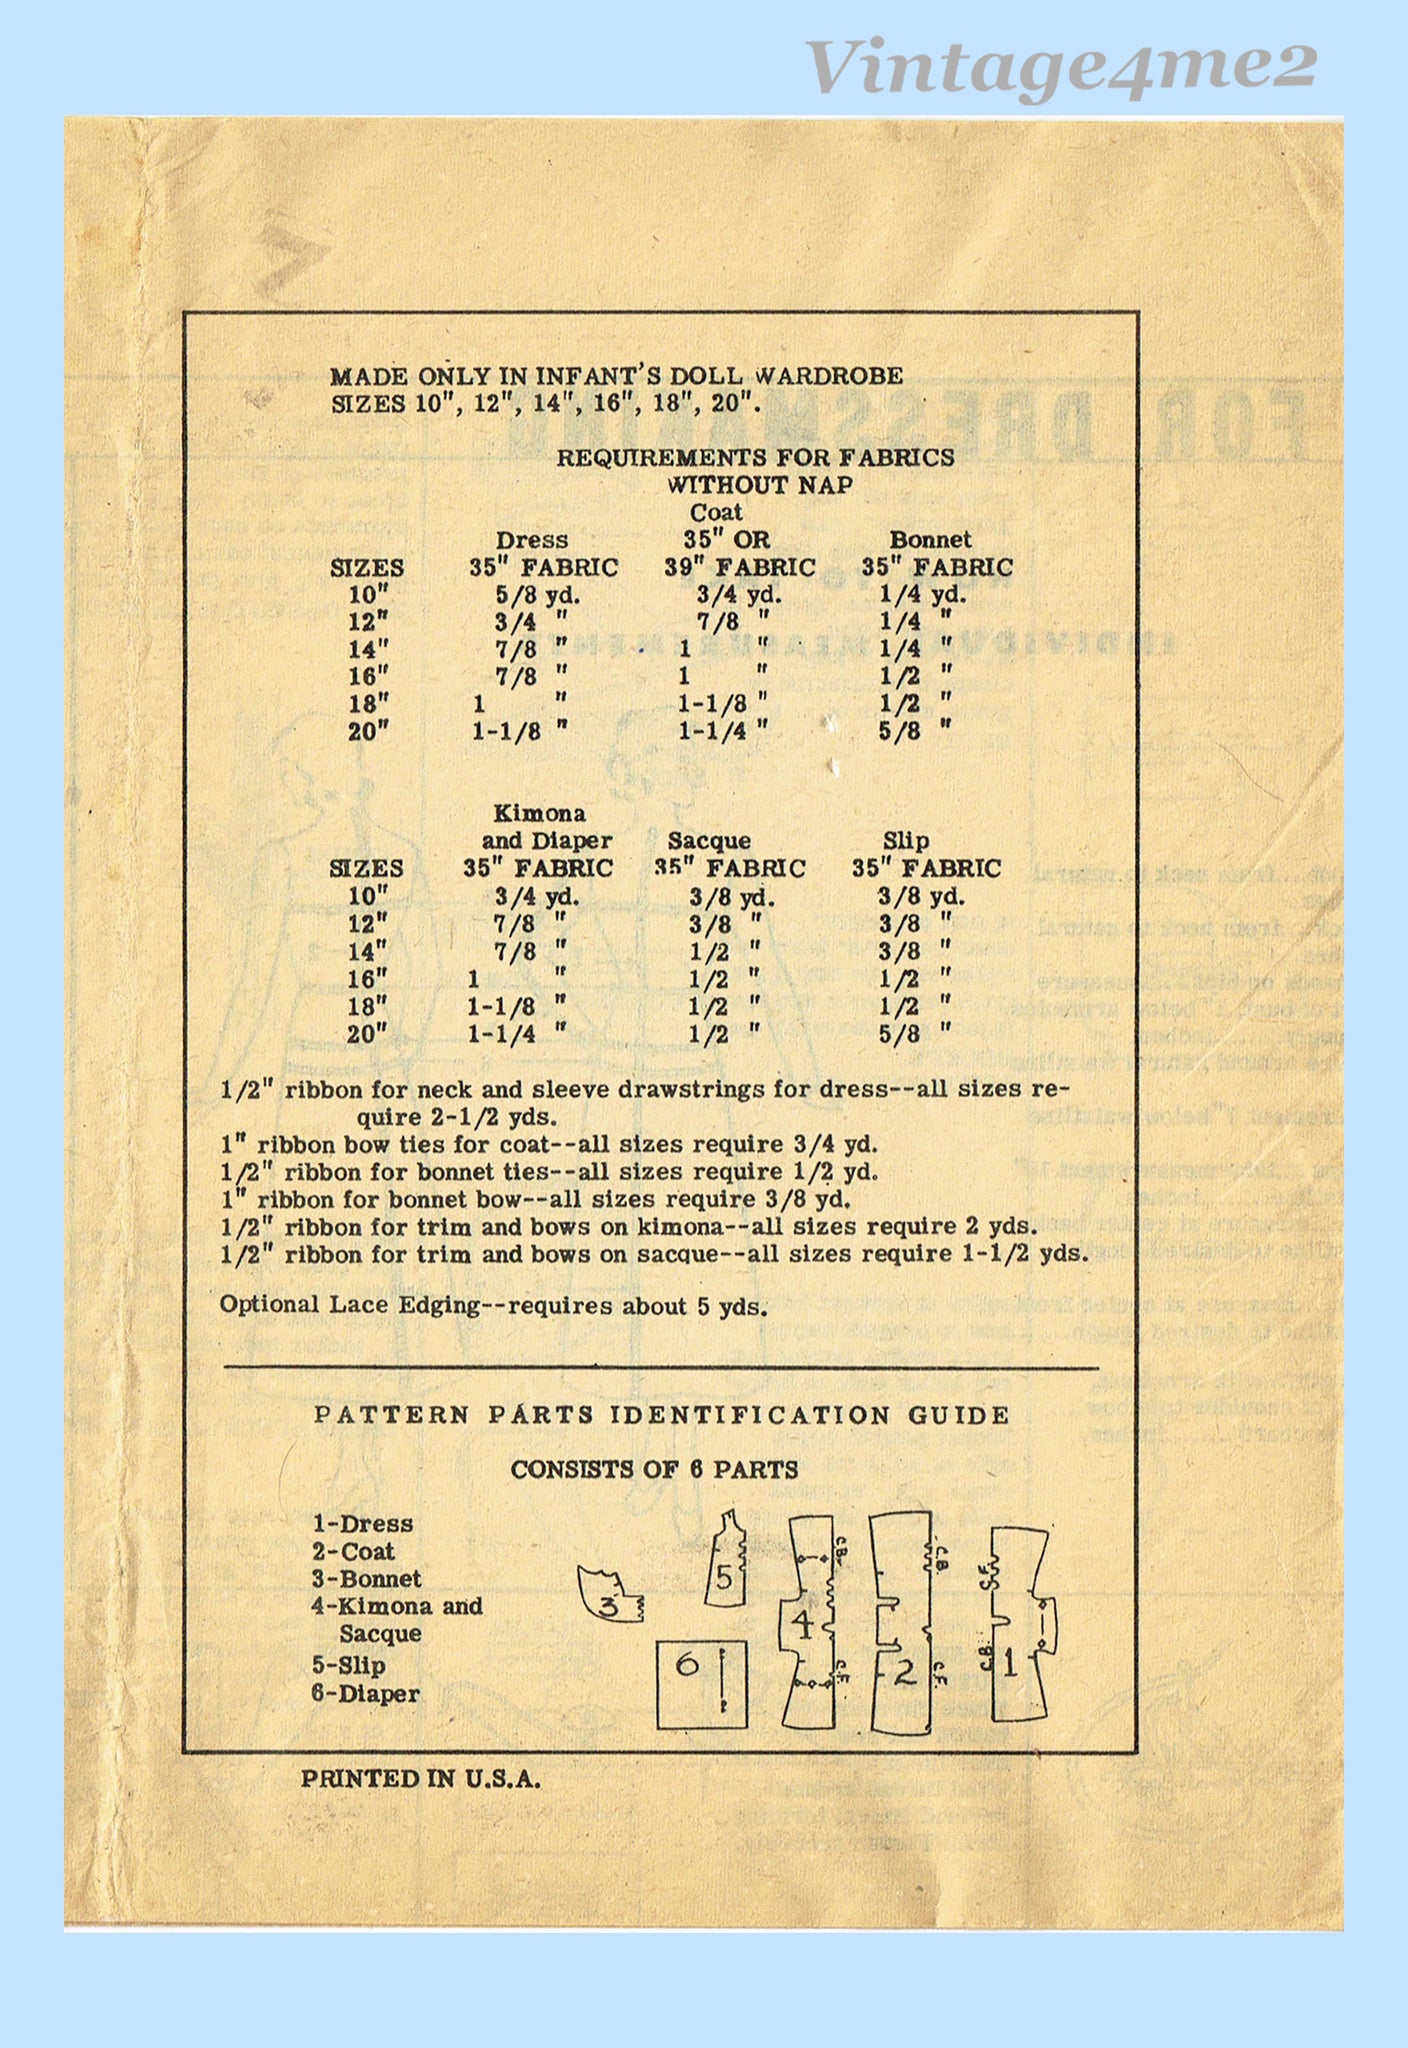 Vintage4me2
MADE ONLY IN INFANT'S DOLL WARDROBE
SIZES 10", 12", 14", 16", 18", 20".
REQUIREMENTS FOR FABRICS
WITHOUT NAP
Coat
Dress 35" OR Bonnet
SIZES 35" FABRIC 39" FABRIC 35" FABRIC
10" 5/8 yd. 3/4 yd. 1/4 yd.
12" 3/4 " 7/8 " 1/4 "
14" 7/8 " 1 " 1/4 "
16" 7/8 " 1 " 1/2 "
18" 1 " 1-1/8 " 1/2 "
20" 1-1/8 " 1-1/4 " 5/8 "
Kimona
and Diaper Sacque Slip
SIZES 35" FABRIC 35" FABRIC 35" FABRIC
10" 3/4 yd. 3/8 yd. 3/8 yd.
12" 7/8 " 3/8 " 3/8 "
14" 7/8 " 1/2 " 3/8 "
16" 1 " 1/2 " 1/2 "
18" 1-1/8 " 1/2 " 1/2 "
20" 1-1/4 " 1/2 " 5/8 "
1/2" ribbon for neck and sleeve drawstrings for dress--all sizes re-
quire 2-1/2 yds.
1" ribbon bow ties for coat--all sizes require 3/4 yd.
1/2" ribbon for bonnet ties--all sizes require 1/2 yd.
1" ribbon for bonnet bow--all sizes require 3/8 yd.
1/2" ribbon for trim and bows on kimona--all sizes require 2 yds.
1/2" ribbon for trim and bows on sacque--all sizes require 1-1/2 yds.
Optional Lace Edging--requires about 5 yds.
PATTERN PARTS IDENTIFICATION GUIDE
CONSISTS OF 6 PARTS
1-Dress
2-Coat
3-Bonnet
4-Kimona and
Sacque
5-Slip
6-Diaper
3
5
6
4
C.B.
C.F.
2
C.B.
C.F.
1
C.F.
C.B.
PRINTED IN U.S.A.